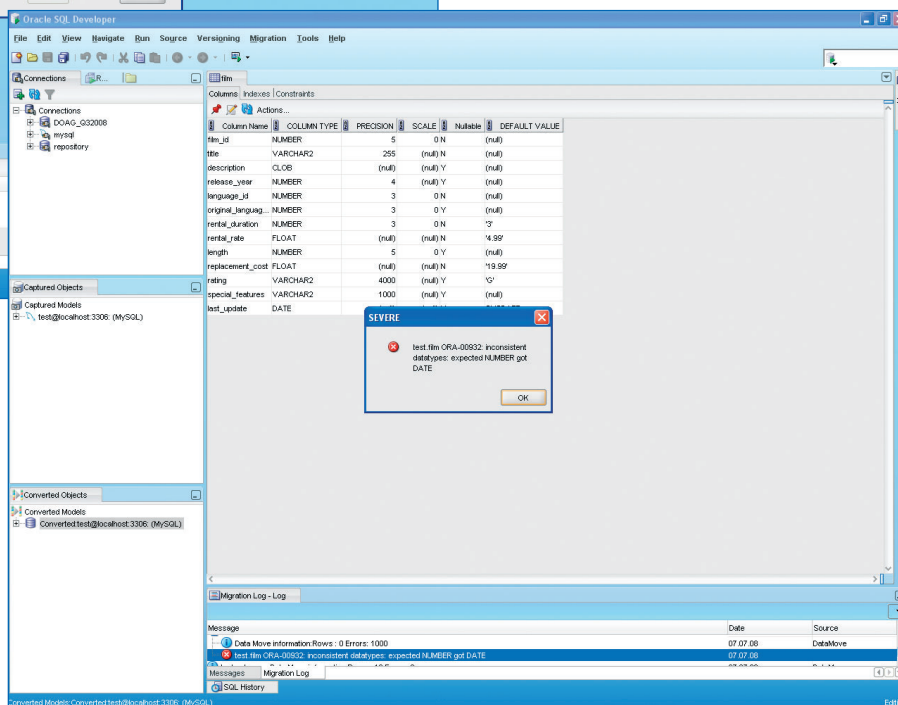 Oracle SQL Developer
File Edit View Navigate Run Source Versioning Migration Tools Help
Connections R...
Connections
DOAG_Q32008
mysql
repository
film
Columns Indexes Constraints
Actions...
Column Name COLUMN TYPE PRECISION SCALE Nullable DEFAULT VALUE
film_id NUMBER 5 0 N (null)
title VARCHAR2 255 (null) N (null)
description CLOB (null) (null) Y (null)
release_year NUMBER 4 (null) Y (null)
language_id NUMBER 3 0 N (null)
original_languag... NUMBER 3 0 Y (null)
rental_duration NUMBER 3 0 N '3'
rental_rate FLOAT (null) (null) N '4.99'
length NUMBER 5 0 Y (null)
replacement_cost FLOAT (null) (null) N '19.99'
rating VARCHAR2 4000 (null) Y 'G'
special_features VARCHAR2 1000 (null) Y (null)
last_update DATE
Captured Objects
Captured Models
test@localhost:3306: (MySQL)
SEVERE
test.film ORA-00932: inconsistent
datatypes: expected NUMBER got
DATE
OK
Converted Objects
Converted Models
Converted:test@localhost:3306: (MySQL)
Migration Log - Log
Message Date Source
Data Move information:Rows : 0 Errors: 1000 07.07.08 DataMove
test.film ORA-00932: inconsistent datatypes: expected NUMBER got DATE 07.07.08
Messages Migration Log
SQL History
Converted Models:Converted:test@localhost:3306: (MySQL) Edit